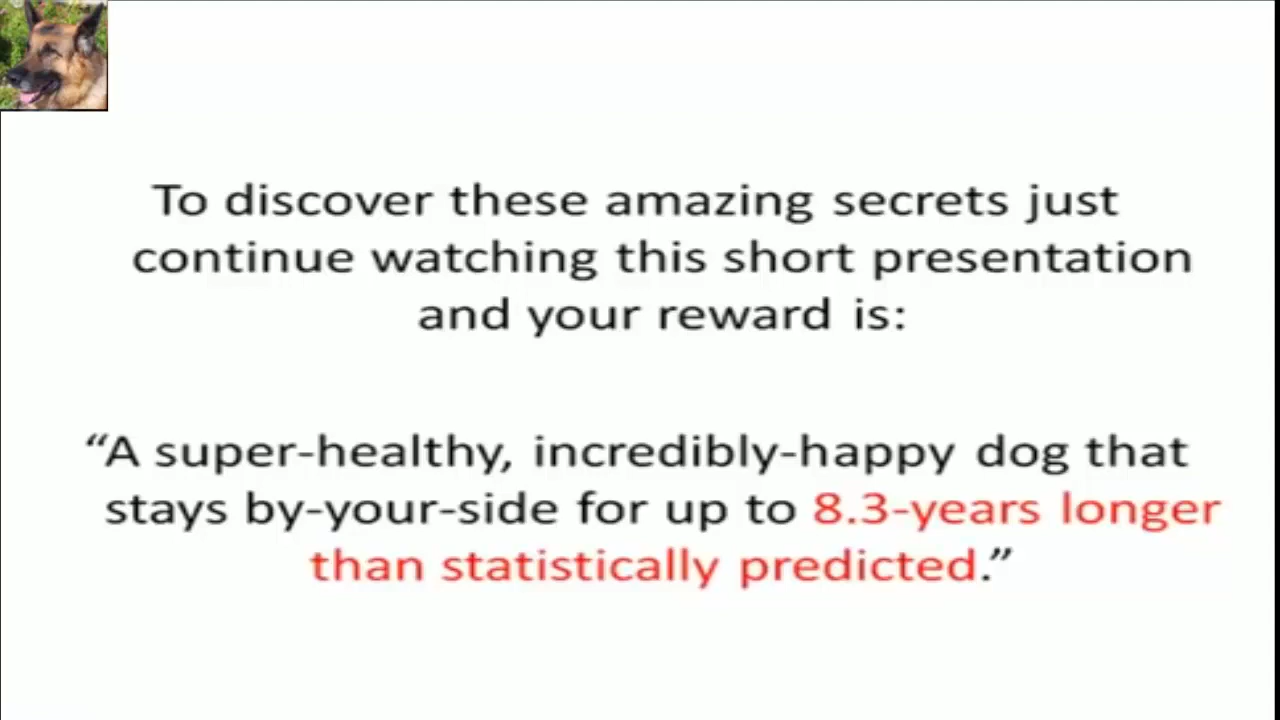 To discover these amazing secrets just
continue watching this short presentation
and your reward is:
“A super-healthy, incredibly-happy dog that
stays by-your-side for up to 8.3-years longer
than statistically predicted.”